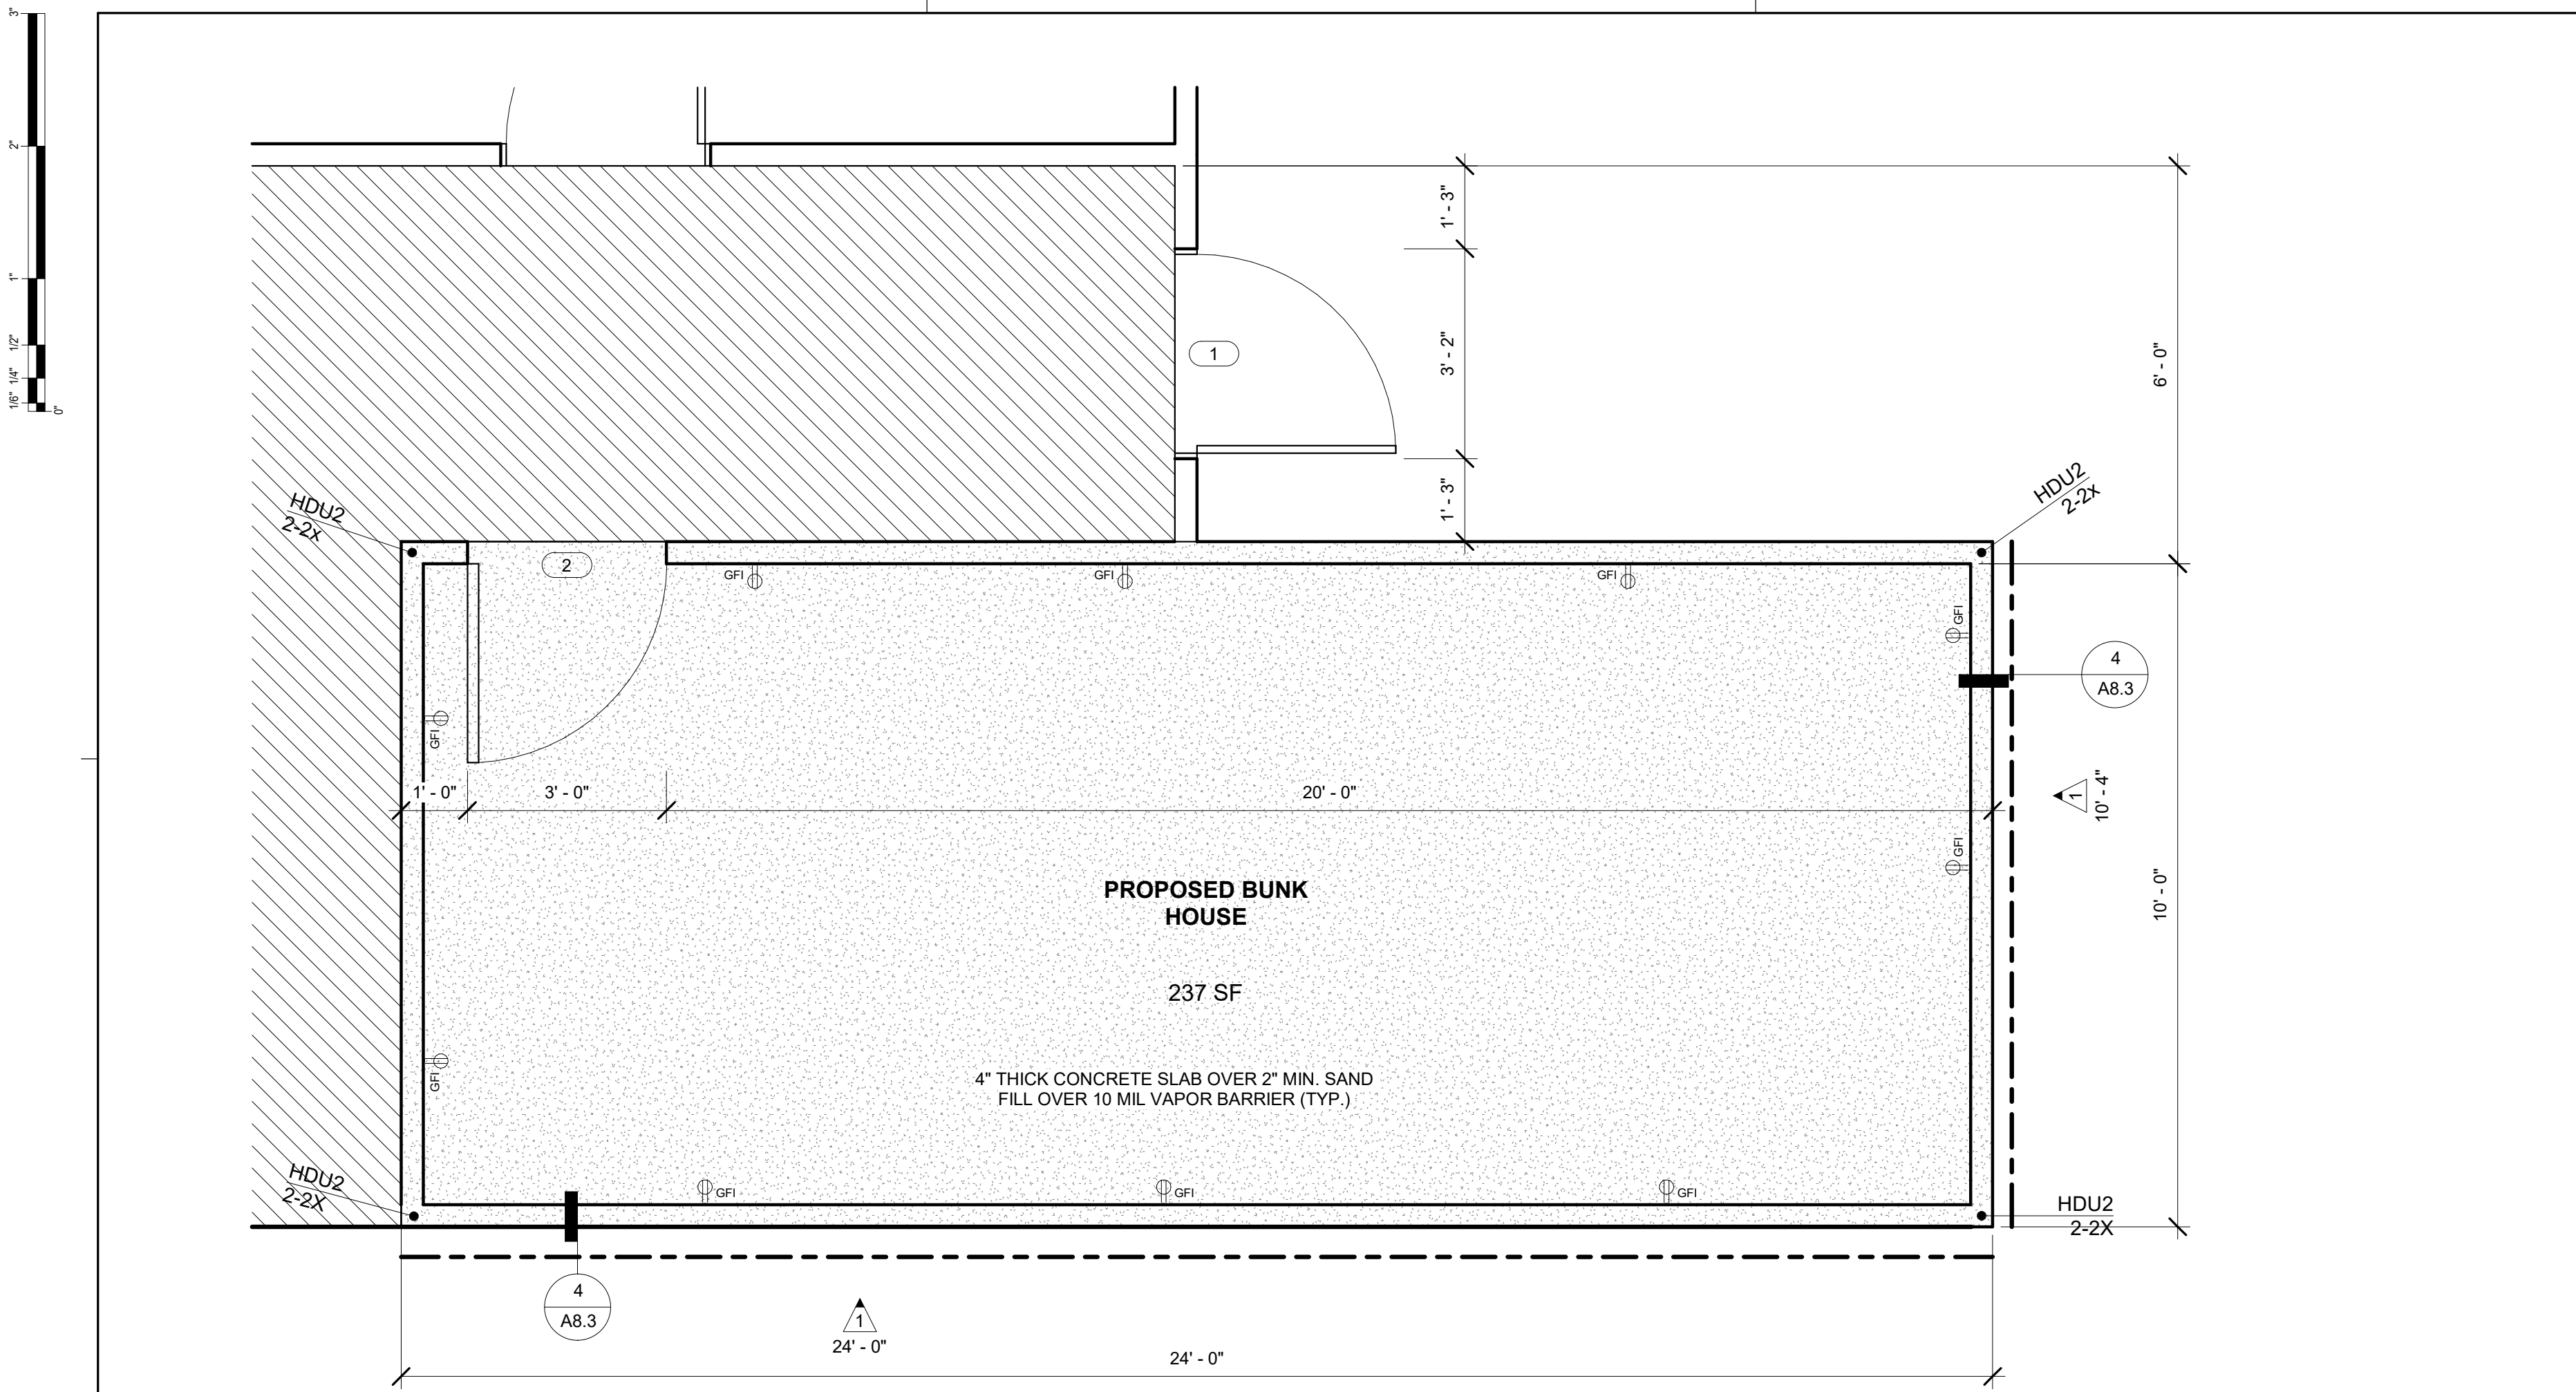 3"
2"
1"
1/2"
1/4"
1/6"
0"
1' - 3"
3' - 2"
1' - 3"
6' - 0"
1
HDU2
2-2x
HDU2
2-2x
2
GFI
GFI
GFI
GFI
4
A8.3
GFI
1' - 0"
3' - 0"
20' - 0"
1
10' - 4"
GFI
10' - 0"
PROPOSED BUNK
HOUSE
237 SF
4" THICK CONCRETE SLAB OVER 2" MIN. SAND
FILL OVER 10 MIL VAPOR BARRIER (TYP.)
GFI
HDU2
2-2X
GFI
GFI
GFI
HDU2
2-2X
4
A8.3
1
24' - 0"
24' - 0"